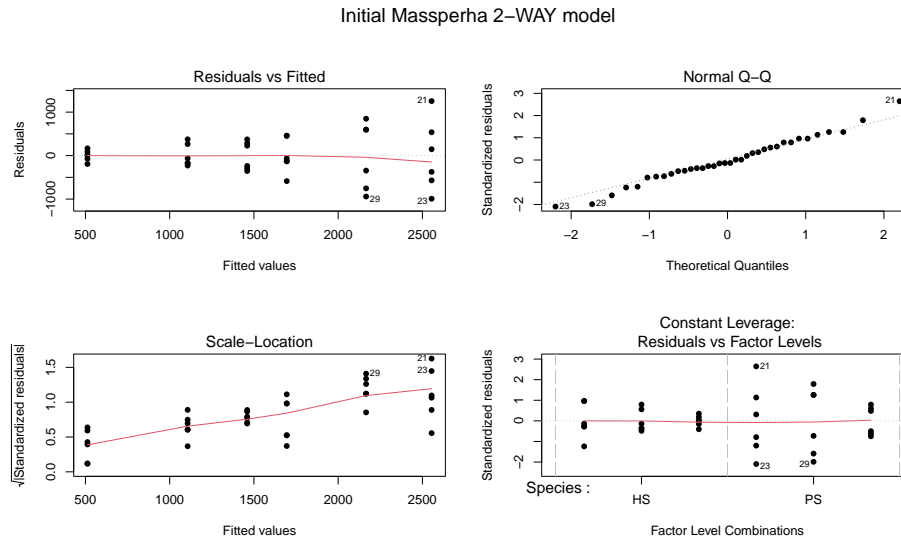 Initial Massperha 2−WAY model
Residuals vs Fitted
Residuals
−1000 0 1000
21
29
23
500 1000 1500 2000 2500
Fitted values
Normal Q−Q
Standardized residuals
−2 −1 0 1 2 3
21
23
29
−2 −1 0 1 2
Theoretical Quantiles
Scale−Location
√|Standardized residuals|
0.0 0.5 1.0 1.5
21
29
23
500 1000 1500 2000 2500
Fitted values
Constant Leverage:
Residuals vs Factor Levels
Standardized residuals
−2 0 1 2 3
21
23
29
Species :
HS PS
Factor Level Combinations